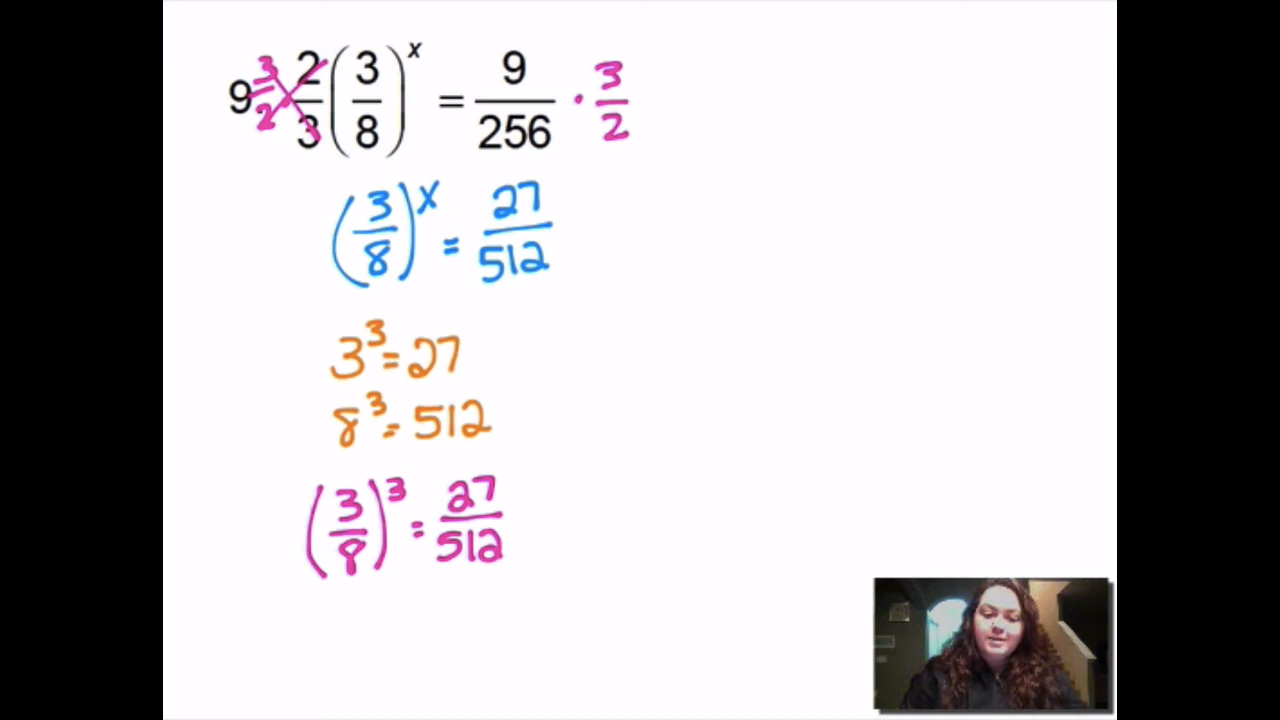 9 3/2 · 2/3 (3/8)^x = 9/256 · 3/2
(3/8)^x = 27/512
3^3 = 27
8^3 = 512
(3/8)^3 = 27/512